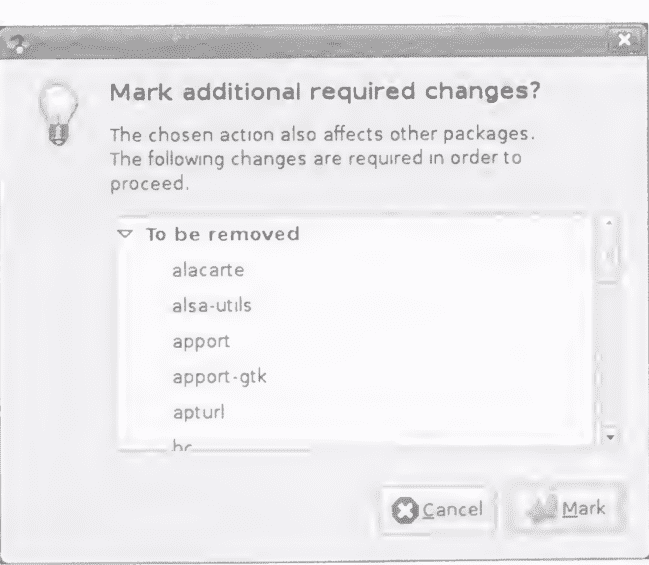 Mark additional required changes?
The chosen action also affects other packages.
The following changes are required in order to
proceed.
To be removed
alacarte
alsa-utils
apport
apport-gtk
apturl
Cancel
Mark